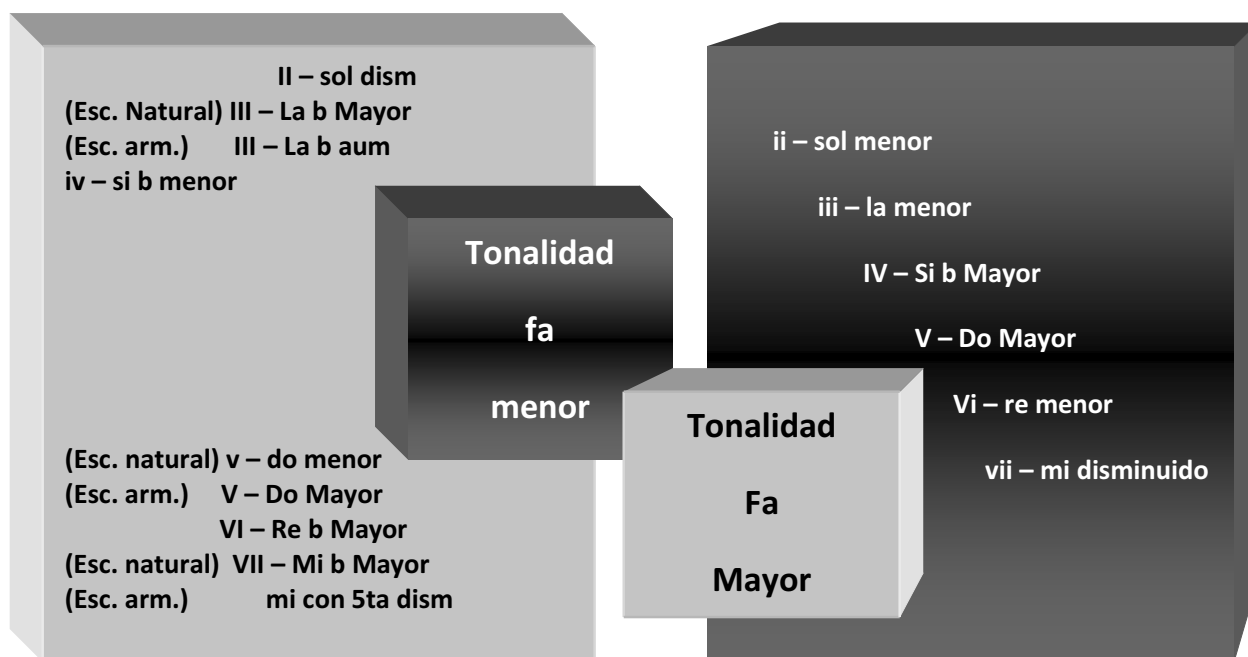 II – sol dism
(Esc. Natural) III – La b Mayor
(Esc. arm.) III – La b aum
iv – si b menor
(Esc. natural) v – do menor
(Esc. arm.) V – Do Mayor
VI – Re b Mayor
(Esc. natural) VII – Mi b Mayor
(Esc. arm.) mi con 5ta dism
Tonalidad
fa
menor
Tonalidad
Fa
Mayor
ii – sol menor
iii – la menor
IV – Si b Mayor
V – Do Mayor
Vi – re menor
vii – mi disminuido